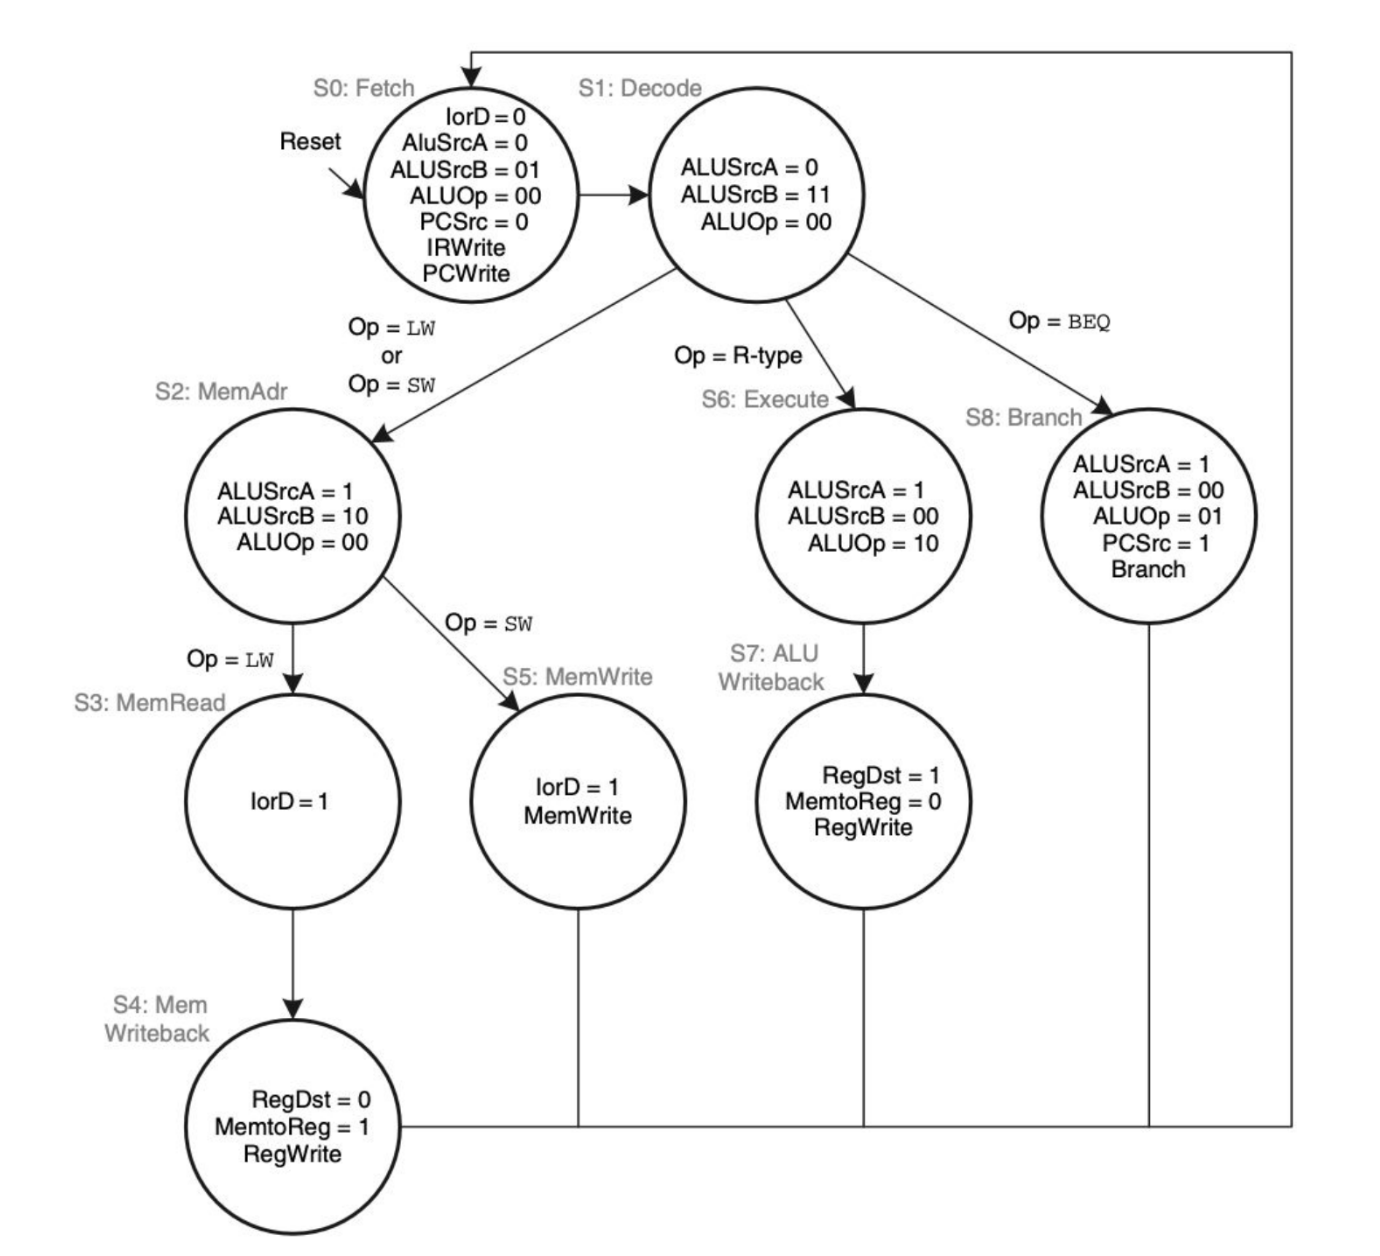 S0: Fetch
S1: Decode
Reset
IorD = 0
AluSrcA = 0
ALUSrcB = 01
ALUOp = 00
PCSrc = 0
IRWrite
PCWrite
ALUSrcA = 0
ALUSrcB = 11
ALUOp = 00
Op = LW
or
Op = SW
Op = R-type
Op = BEQ
S2: MemAdr
S6: Execute
S8: Branch
ALUSrcA = 1
ALUSrcB = 10
ALUOp = 00
ALUSrcA = 1
ALUSrcB = 00
ALUOp = 10
ALUSrcA = 1
ALUSrcB = 00
ALUOp = 01
PCSrc = 1
Branch
Op = LW
Op = SW
S3: MemRead
S5: MemWrite
S7: ALU
Writeback
IorD = 1
IorD = 1
MemWrite
RegDst = 1
MemtoReg = 0
RegWrite
S4: Mem
Writeback
RegDst = 0
MemtoReg = 1
RegWrite